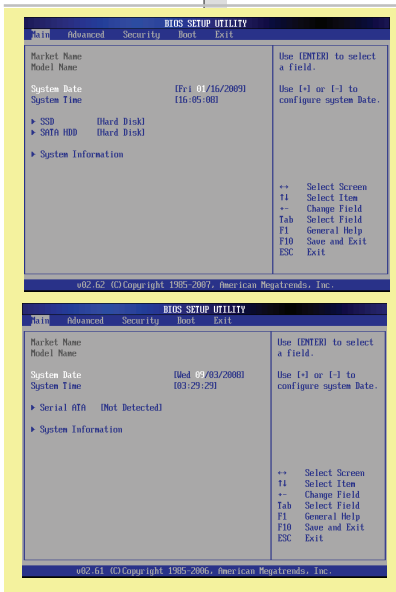 BIOS SETUP UTILITY
Main Advanced Security Boot Exit
Market Name
Model Name
System Date [Fri 01/16/2009]
System Time [16:05:08]
▶ SSD [Hard Disk]
▶ SATA HDD [Hard Disk]
▶ System Information
Use [ENTER] to select
a field.
Use [+] or [-] to
configure system Date.
↔ Select Screen
↑↓ Select Item
+- Change Field
Tab Select Field
F1 General Help
F10 Save and Exit
ESC Exit
v02.62 (C)Copyright 1985-2007, American Megatrends, Inc.
BIOS SETUP UTILITY
Main Advanced Security Boot Exit
Market Name
Model Name
System Date [Wed 09/03/2008]
System Time [03:29:29]
▶ Serial ATA [Not Detected]
▶ System Information
Use [ENTER] to select
a field.
Use [+] or [-] to
configure system Date.
↔ Select Screen
↑↓ Select Item
+- Change Field
Tab Select Field
F1 General Help
F10 Save and Exit
ESC Exit
v02.61 (C)Copyright 1985-2006, American Megatrends, Inc.